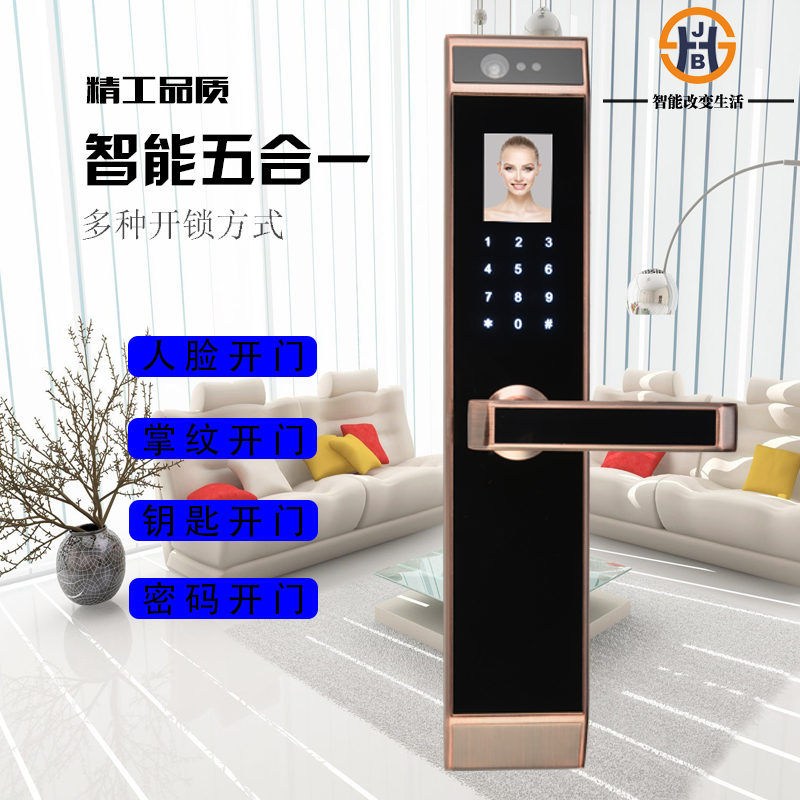 精工品质
智能五合一
多种开锁方式
人脸开门
掌纹开门
钥匙开门
密码开门
JHB
智能改变生活
1 2 3
4 5 6
7 8 9
* 0 #